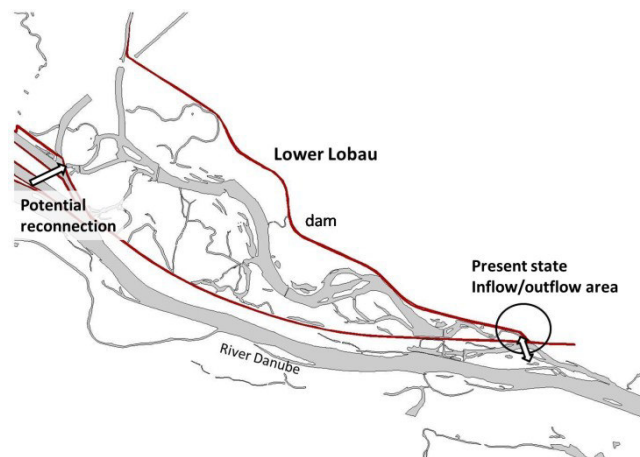 Lower Lobau
Potential
reconnection
dam
Present state
Inflow/outflow area
River Danube